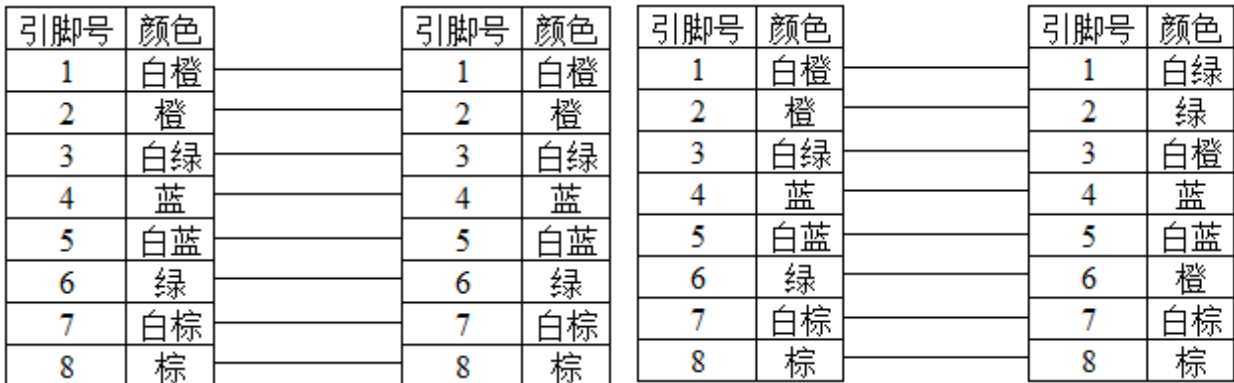 引脚号 颜色 引脚号 颜色 引脚号 颜色 引脚号 颜色
1 白橙 1 白橙 1 白橙 1 白绿
2 橙 2 橙 2 橙 2 绿
3 白绿 3 白绿 3 白绿 3 白橙
4 蓝 4 蓝 4 蓝 4 蓝
5 白蓝 5 白蓝 5 白蓝 5 白蓝
6 绿 6 绿 6 绿 6 橙
7 白棕 7 白棕 7 白棕 7 白棕
8 棕 8 棕 8 棕 8 棕